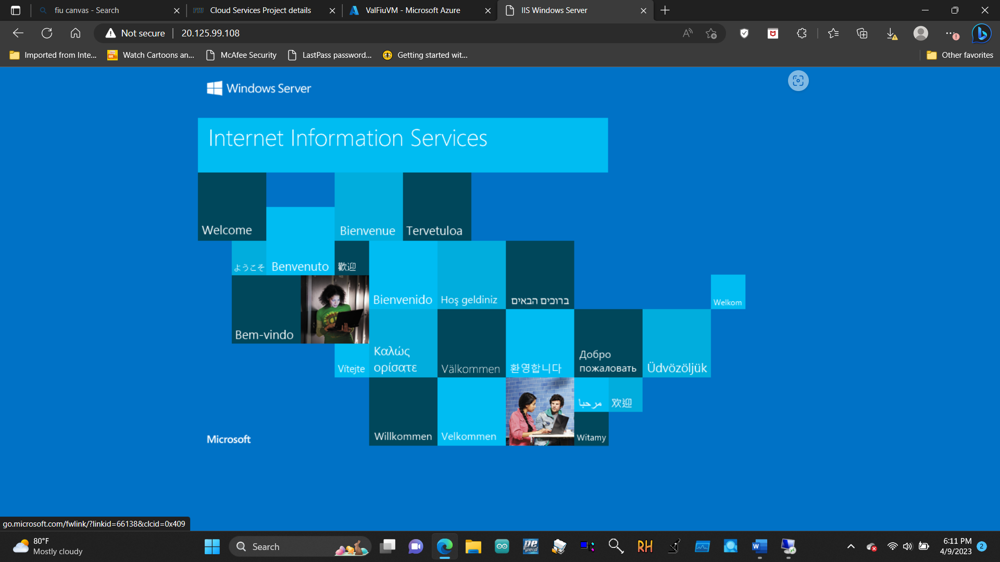 fiu canvas - Search
FIU
Cloud Services Project details
ValFiuVM - Microsoft Azure
IIS Windows Server
Not secure
20.125.99.108
Imported from Inte...
Watch Cartoons an...
McAfee Security
LastPass password...
Getting started wit...
Other favorites
Windows Server
Internet Information Services
Welcome
Bienvenue
Tervetuloa
ようこそ
Benvenuto
歡迎
Bienvenido
Hoş geldiniz
ברוכים הבאים
Welkom
Bem-vindo
Vítejte
Καλώς
ορίσατε
Välkommen
환영합니다
Добро
пожаловать
Üdvözöljük
Willkommen
Velkommen
مرحبا
欢迎
Witamy
Microsoft
go.microsoft.com/fwlink/?linkid=66138&clcid=0x409
80°F
Mostly cloudy
Search
RH
6:11 PM
4/9/2023
2